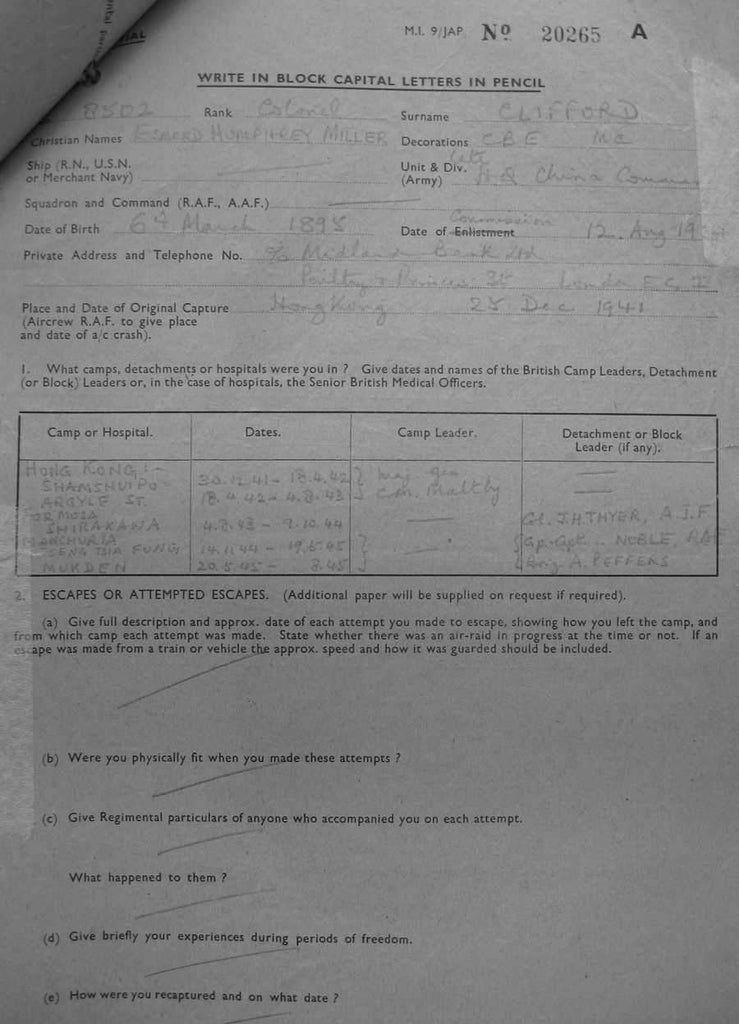 M.I. 9/JAP Nº 20265 A
WRITE IN BLOCK CAPITAL LETTERS IN PENCIL
8502 Rank Colonel Surname CLIFFORD
Christian Names ESMOND HUMPHREY MILLER Decorations CBE MC
Ship (R.N., U.S.N. or Merchant Navy)
Unit & Div. (Army) late H.Q China
Squadron and Command (R.A.F., A.A.F.)
Date of Birth 6th March 1895 Date of Enlistment Commission 12. Aug 19
Private Address and Telephone No. c/o Midland Bank Ltd
Poultry & Princes St London E.C.
Place and Date of Original Capture Hong Kong 25 Dec 1941
(Aircrew R.A.F. to give place
and date of a/c crash).
1. What camps, detachments or hospitals were you in ? Give dates and names of the British Camp Leaders, Detachment
(or Block) Leaders or, in the case of hospitals, the Senior British Medical Officers.
Camp or Hospital. Dates. Camp Leader. Detachment or Block
Leader (if any).
HONG KONG :-
SHAMSHUIPO 30.12.41 - 18.4.42 } Maj. Gen
ARGYLE ST. 18.4.42 - 4.8.43 } C.M. Maltby
FORMOSA
SHIRAKAWA 4.8.43 - 9.10.44 Col. J.H. THYER, A.I.F.
MANCHURIA
SENG TSIA FUNG 14.11.44 - 19.5.45 Gp. Capt. NOBLE, RAF
MUKDEN 20.5.45 - 8.45 Brig A. PEFFERS
2. ESCAPES OR ATTEMPTED ESCAPES. (Additional paper will be supplied on request if required).
(a) Give full description and approx. date of each attempt you made to escape, showing how you left the camp, and
from which camp each attempt was made. State whether there was an air-raid in progress at the time or not. If an
escape was made from a train or vehicle the approx. speed and how it was guarded should be included.
(b) Were you physically fit when you made these attempts ?
(c) Give Regimental particulars of anyone who accompanied you on each attempt.
What happened to them ?
(d) Give briefly your experiences during periods of freedom.
(e) How were you recaptured and on what date ?